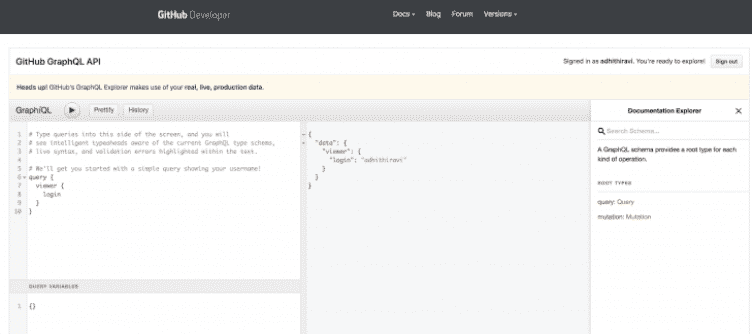 GitHub Developer
Docs Blog Forum Versions
GitHub GraphQL API
Signed in as adhithiravi. You're ready to explore! Sign out
Heads up! GitHub's GraphQL Explorer makes use of your real, live, production data.
GraphiQL Prettify History
Documentation Explorer ×
1 # Type queries into this side of the screen, and you will
2 # see intelligent typeaheads aware of the current GraphQL type schema,
3 # live syntax, and validation errors highlighted within the text.
4
5 # We'll get you started with a simple query showing your username!
6 query {
7 viewer {
8 login
9 }
10 }
{
"data": {
"viewer": {
"login": "adhithiravi"
}
}
}
Search Schema...
A GraphQL schema provides a root type for each
kind of operation.
ROOT TYPES
query: Query
mutation: Mutation
QUERY VARIABLES
1 {}